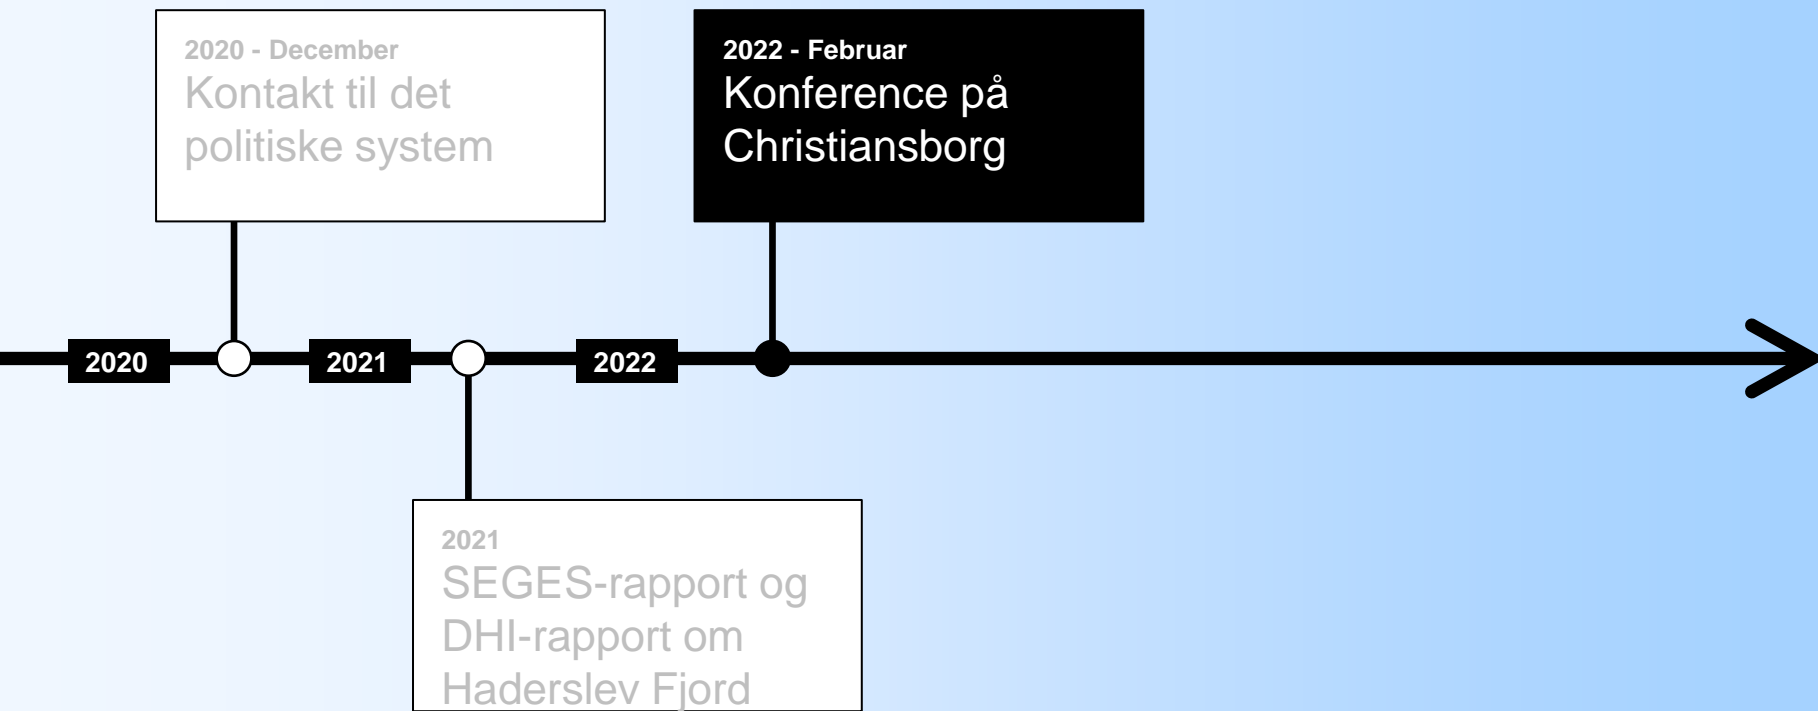 2020 - December
Kontakt til det
politiske system
2022 - Februar
Konference på
Christiansborg
2020
2021
2022
2021
SEGES-rapport og
DHI-rapport om
Haderslev Fjord